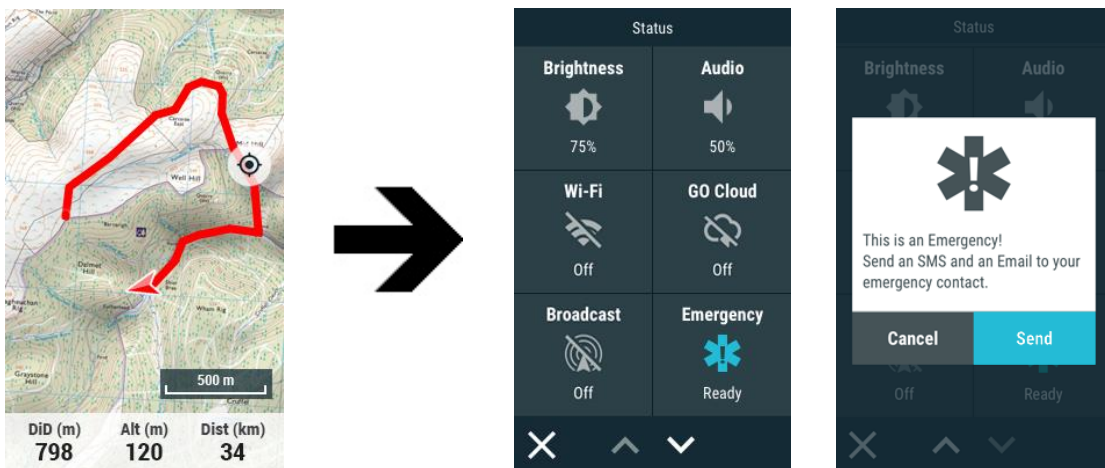 Well Hill
500 m
DiD (m)
Alt (m)
Dist (km)
798
120
34
Status
Brightness
Audio
75%
50%
Wi-Fi
GO Cloud
Off
Off
Broadcast
Emergency
Off
Ready
Status
Brightness
Audio
This is an Emergency!
Send an SMS and an Email to your
emergency contact.
Cancel
Send
Off
Ready